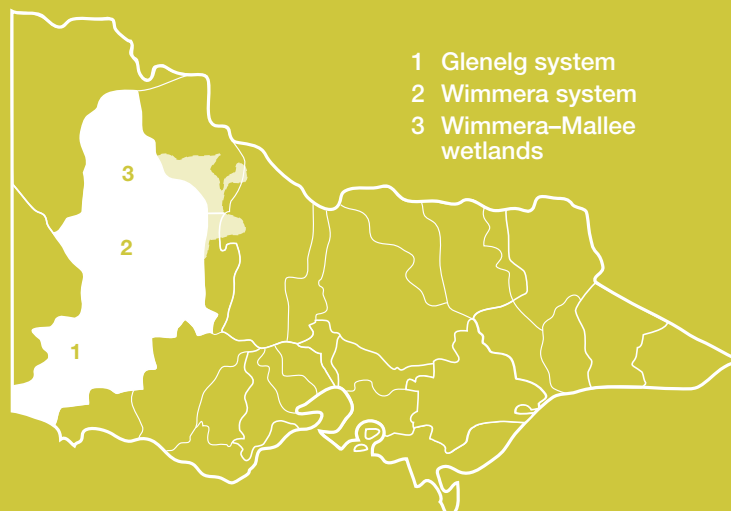 1 Glenelg system
2 Wimmera system
3 Wimmera–Mallee
wetlands
3
2
1